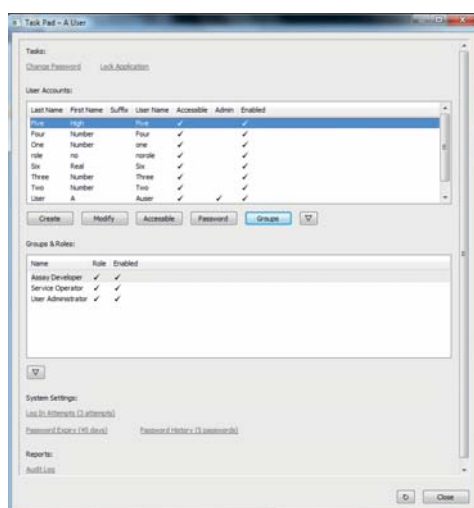 Task Pad - A User
Tasks:
Change Password Lock Application
User Accounts:
Last Name First Name Suffix User Name Accessible Admin Enabled
Five High Five ✓ ✓
Four Number Four ✓ ✓
One Number one ✓ ✓
role no norole ✓ ✓
Six Real Six ✓ ✓
Three Number Three ✓ ✓
Two Number Two ✓ ✓
User A Auser ✓ ✓ ✓
Create Modify Accessible Password Groups
Groups & Roles:
Name Role Enabled
Assay Developer ✓ ✓
Service Operator ✓ ✓
User Administrator ✓ ✓
System Settings:
Log In Attempts (3 attempts)
Password Expiry (45 days) Password History (5 passwords)
Reports:
Audit Log
Close